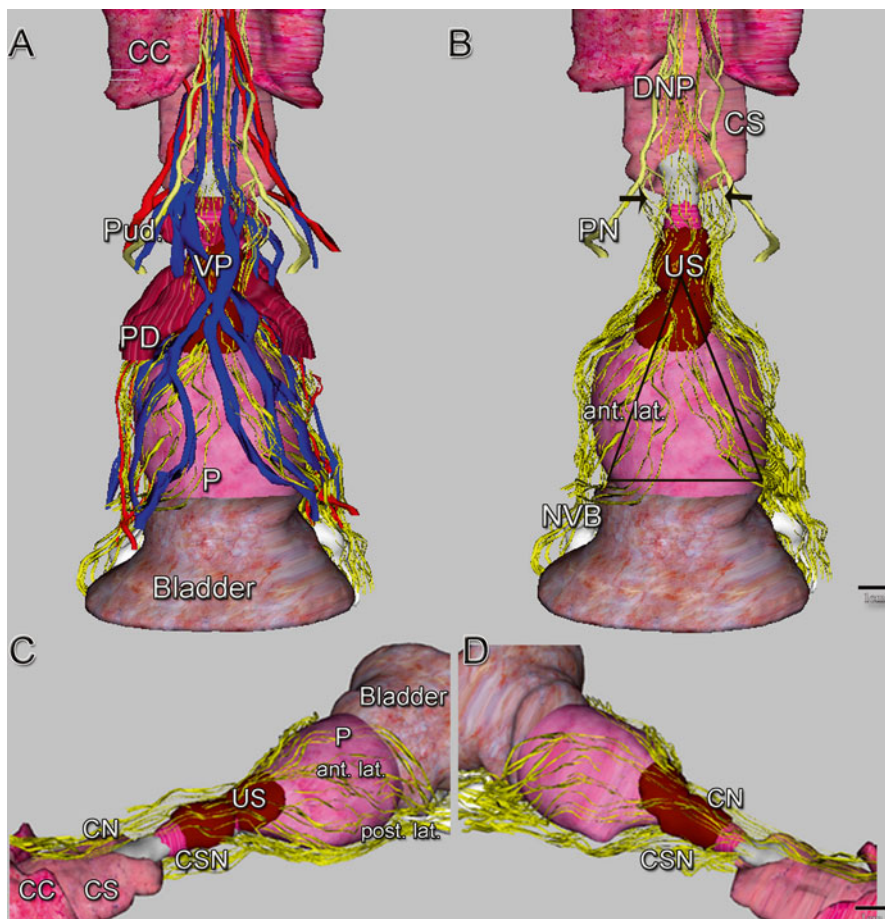 A
CC
Pud.
VP
PD
P
Bladder
B
DNP
CS
PN
US
ant. lat.
NVB
C
Bladder
P
ant. lat.
US
post. lat.
CN
CSN
CC CS
D
CN
CSN